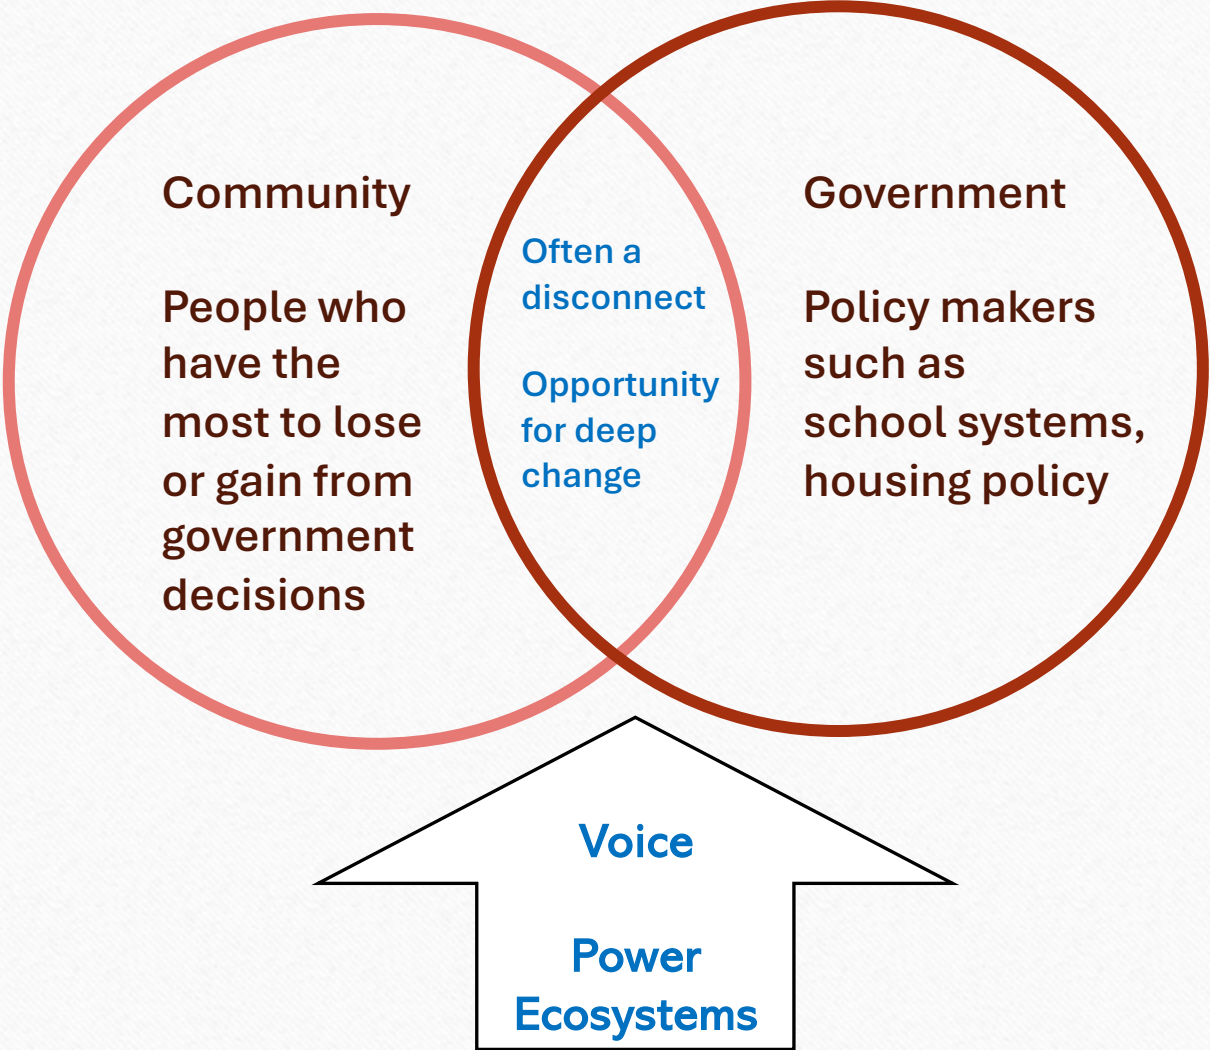 Community
People who
have the
most to lose
or gain from
government
decisions
Often a
disconnect
Opportunity
for deep
change
Government
Policy makers
such as
school systems,
housing policy
Voice
Power
Ecosystems